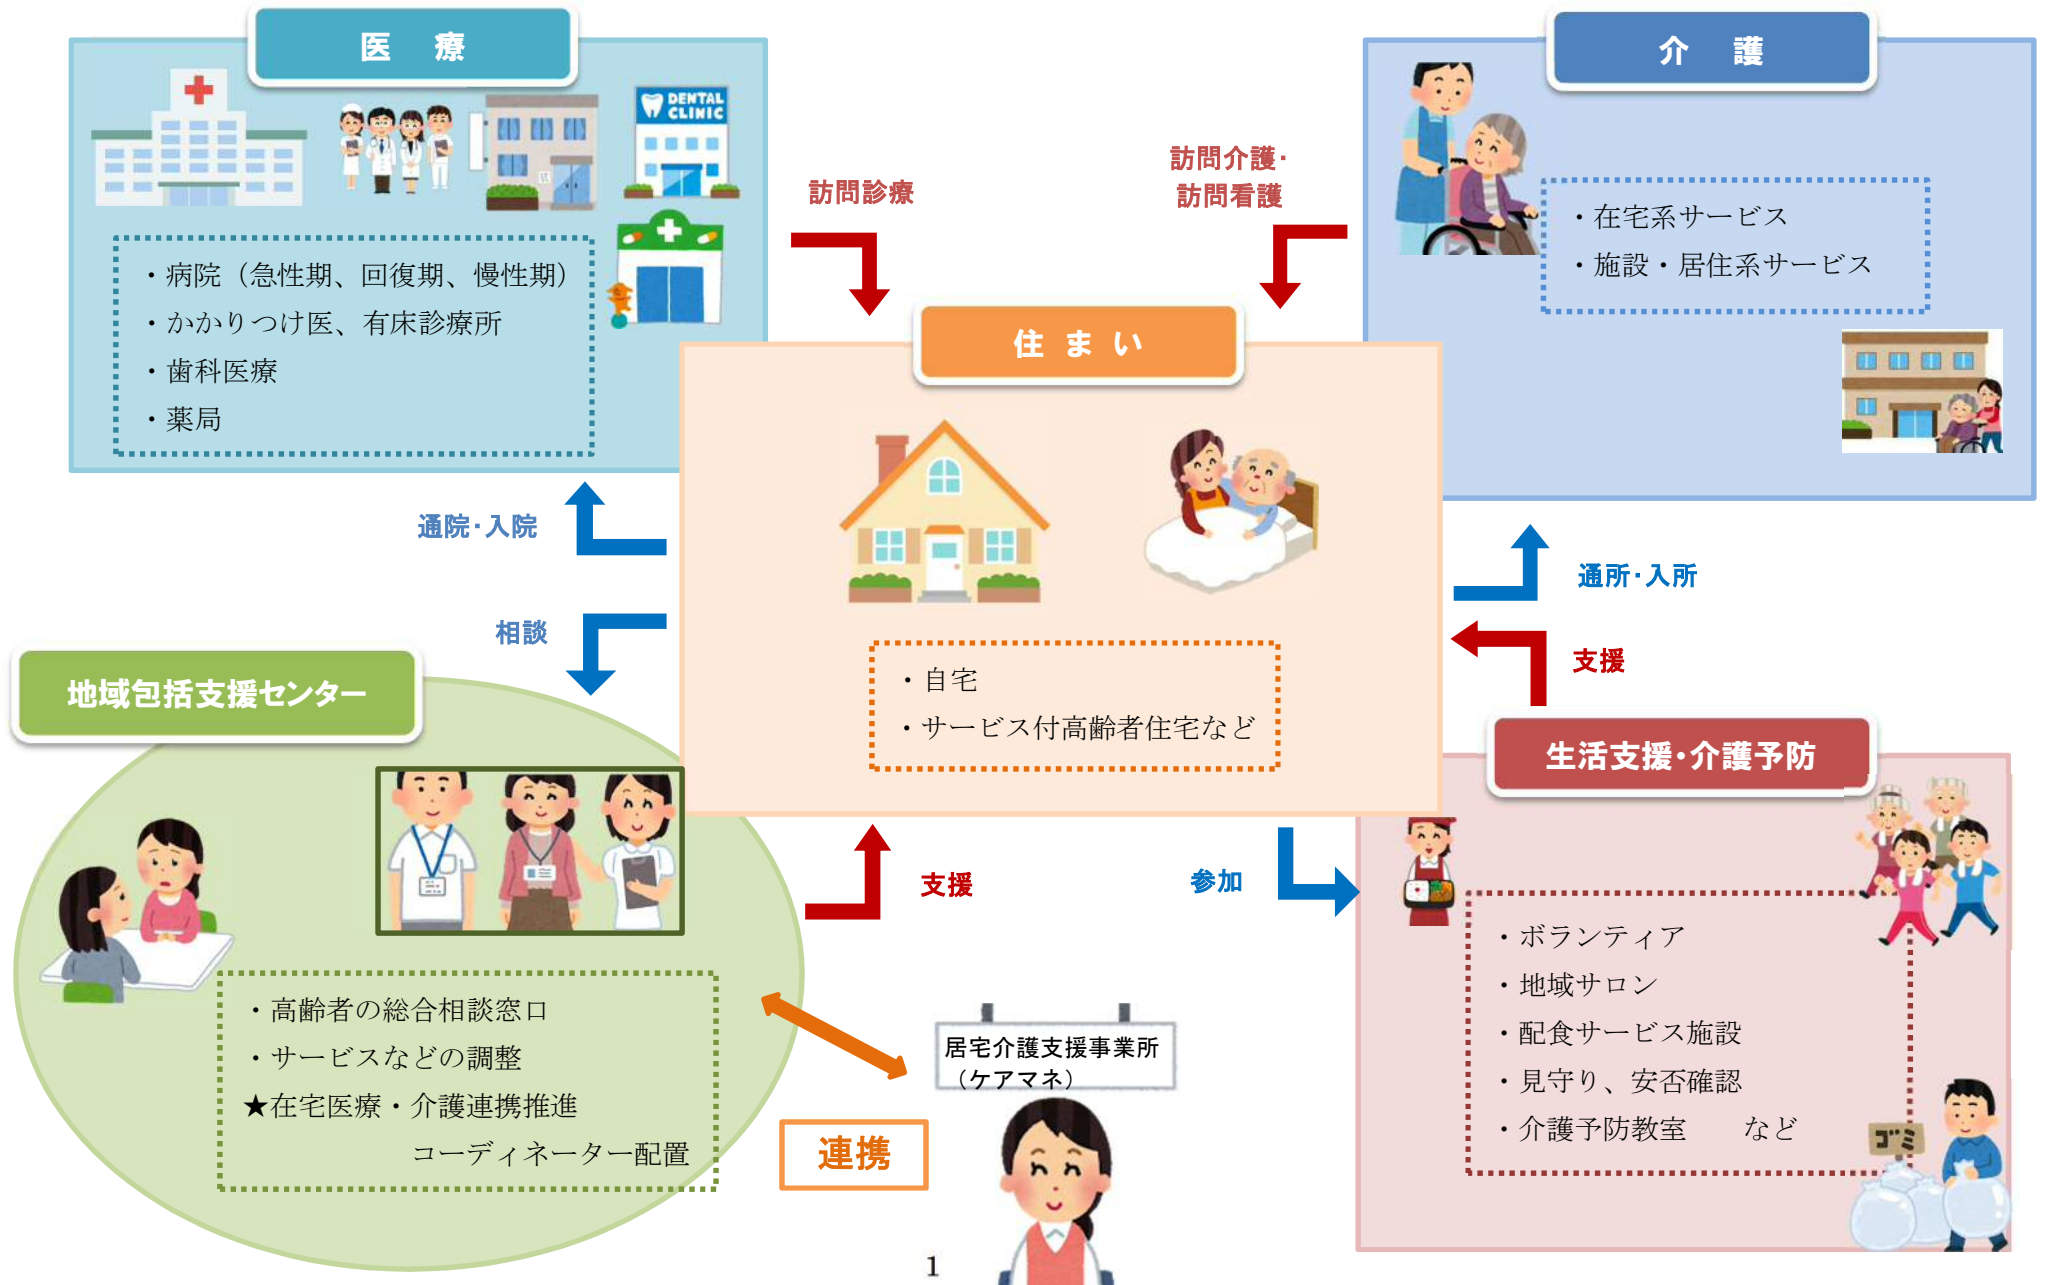 医　療
DENTAL
CLINIC
・病院（急性期、回復期、慢性期）
・かかりつけ医、有床診療所
・歯科医療
・薬局
訪問診療
訪問介護・
訪問看護
介　護
・在宅系サービス
・施設・居住系サービス
住 ま い
・自宅
・サービス付高齢者住宅など
通院・入院
相談
通所・入所
支援
地域包括支援センター
・高齢者の総合相談窓口
・サービスなどの調整
★在宅医療・介護連携推進
コーディネーター配置
支援
参加
生活支援・介護予防
・ボランティア
・地域サロン
・配食サービス施設
・見守り、安否確認
・介護予防教室　　など
ゴミ
連携
居宅介護支援事業所
（ケアマネ）
1